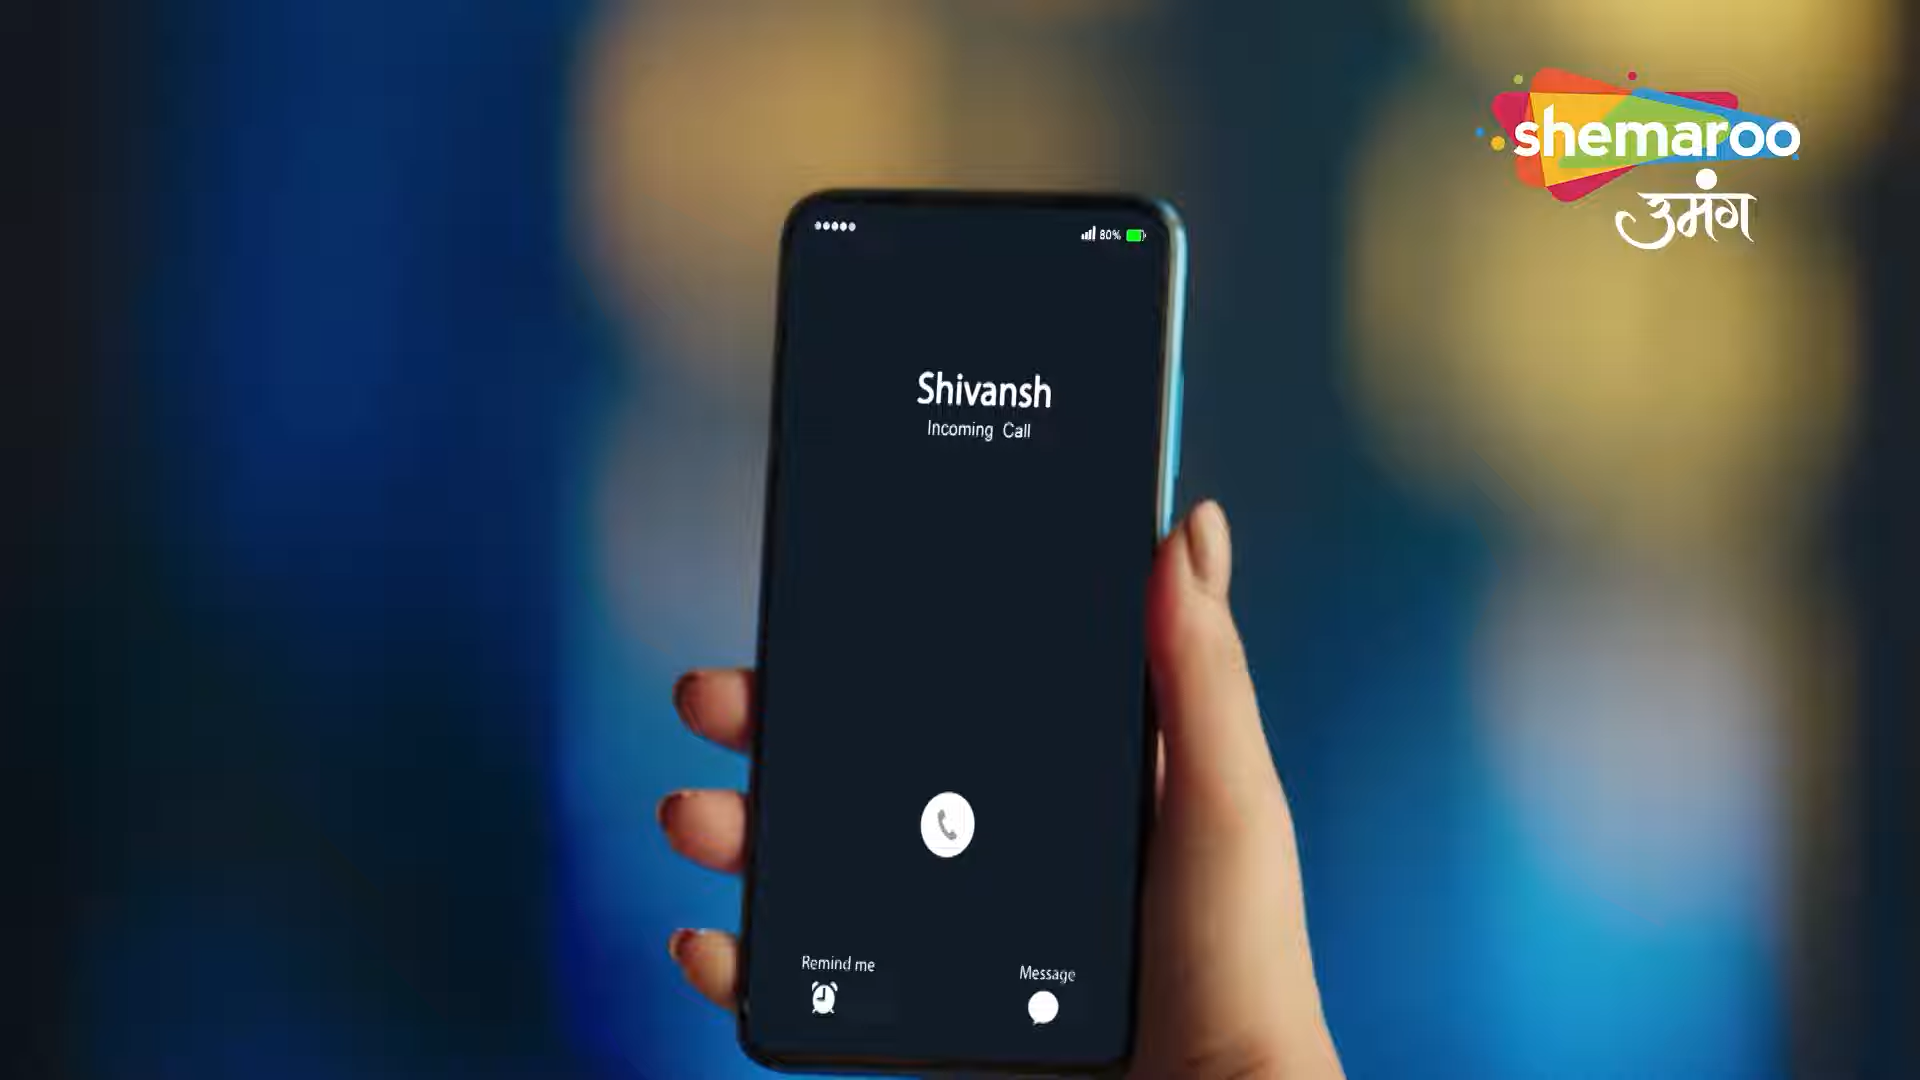 shemaroo
उमंग
80%
Shivansh
Incoming Call
Remind me
Message